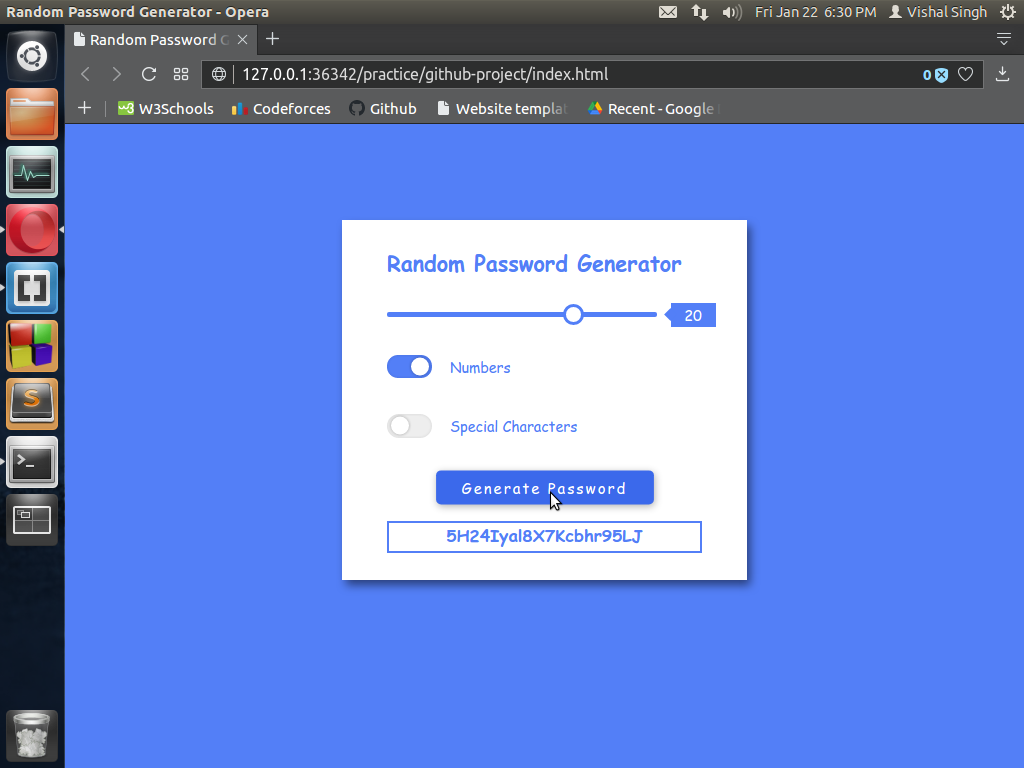 Random Password Generator - Opera
Fri Jan 22 6:30 PM Vishal Singh
Random Password G
127.0.0.1:36342/practice/github-project/index.html 0
W3Schools Codeforces Github Website templat Recent - Google
Random Password Generator
20
Numbers
Special Characters
Generate Password
5H24Iyal8X7Kcbhr95LJ